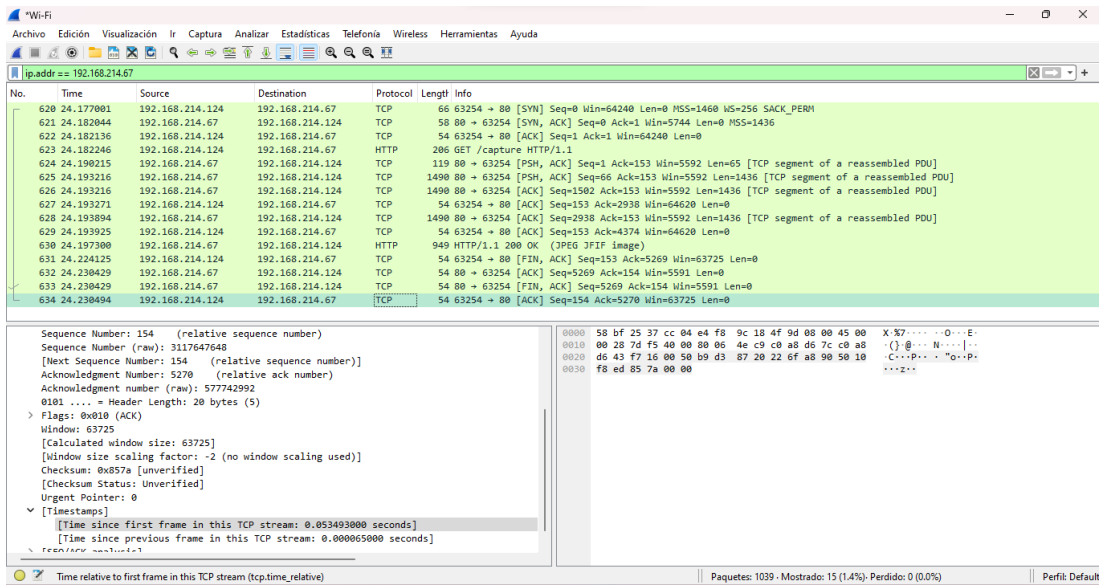 *Wi-Fi
Archivo Edición Visualización Ir Captura Analizar Estadísticas Telefonía Wireless Herramientas Ayuda
ip.addr == 192.168.214.67
No. Time Source Destination Protocol Length Info
620 24.177001 192.168.214.124 192.168.214.67 TCP 66 63254 → 80 [SYN] Seq=0 Win=64240 Len=0 MSS=1460 WS=256 SACK_PERM
621 24.182044 192.168.214.67 192.168.214.124 TCP 58 80 → 63254 [SYN, ACK] Seq=0 Ack=1 Win=5744 Len=0 MSS=1436
622 24.182136 192.168.214.124 192.168.214.67 TCP 54 63254 → 80 [ACK] Seq=1 Ack=1 Win=64240 Len=0
623 24.182246 192.168.214.124 192.168.214.67 HTTP 206 GET /capture HTTP/1.1
624 24.190215 192.168.214.67 192.168.214.124 TCP 119 80 → 63254 [PSH, ACK] Seq=1 Ack=153 Win=5592 Len=65 [TCP segment of a reassembled PDU]
625 24.193216 192.168.214.67 192.168.214.124 TCP 1490 80 → 63254 [PSH, ACK] Seq=66 Ack=153 Win=5592 Len=1436 [TCP segment of a reassembled PDU]
626 24.193216 192.168.214.67 192.168.214.124 TCP 1490 80 → 63254 [ACK] Seq=1502 Ack=153 Win=5592 Len=1436 [TCP segment of a reassembled PDU]
627 24.193271 192.168.214.124 192.168.214.67 TCP 54 63254 → 80 [ACK] Seq=153 Ack=2938 Win=64620 Len=0
628 24.193894 192.168.214.67 192.168.214.124 TCP 1490 80 → 63254 [ACK] Seq=2938 Ack=153 Win=5592 Len=1436 [TCP segment of a reassembled PDU]
629 24.193925 192.168.214.124 192.168.214.67 TCP 54 63254 → 80 [ACK] Seq=153 Ack=4374 Win=64620 Len=0
630 24.197300 192.168.214.67 192.168.214.124 HTTP 949 HTTP/1.1 200 OK (JPEG JFIF image)
631 24.224125 192.168.214.124 192.168.214.67 TCP 54 63254 → 80 [FIN, ACK] Seq=153 Ack=5269 Win=63725 Len=0
632 24.230429 192.168.214.67 192.168.214.124 TCP 54 80 → 63254 [ACK] Seq=5269 Ack=154 Win=5591 Len=0
633 24.230429 192.168.214.67 192.168.214.124 TCP 54 80 → 63254 [FIN, ACK] Seq=5269 Ack=154 Win=5591 Len=0
634 24.230494 192.168.214.124 192.168.214.67 TCP 54 63254 → 80 [ACK] Seq=154 Ack=5270 Win=63725 Len=0
Sequence Number: 154 (relative sequence number)
Sequence Number (raw): 3117647648
[Next Sequence Number: 154 (relative sequence number)]
Acknowledgment Number: 5270 (relative ack number)
Acknowledgment number (raw): 577742992
0101 .... = Header Length: 20 bytes (5)
Flags: 0x010 (ACK)
Window: 63725
[Calculated window size: 63725]
[Window size scaling factor: -2 (no window scaling used)]
Checksum: 0x857a [unverified]
[Checksum Status: Unverified]
Urgent Pointer: 0
[Timestamps]
[Time since first frame in this TCP stream: 0.053493000 seconds]
[Time since previous frame in this TCP stream: 0.000065000 seconds]
[SEQ/ACK analysis]
0000 58 bf 25 37 cc 04 e4 f8 9c 18 4f 9d 08 00 45 00 X·%7···· ··O···E·
0010 00 28 7d f5 40 00 80 06 4e c9 c0 a8 d6 7c c0 a8 ·(}·@··· N····|··
0020 d6 43 f7 16 00 50 b9 d3 87 20 22 6f a8 90 50 10 ·C···P·· · "o··P·
0030 f8 ed 85 7a 00 00 ···z··
Time relative to first frame in this TCP stream (tcp.time_relative) Paquetes: 1039 · Mostrado: 15 (1.4%)· Perdido: 0 (0.0%) Perfil: Default